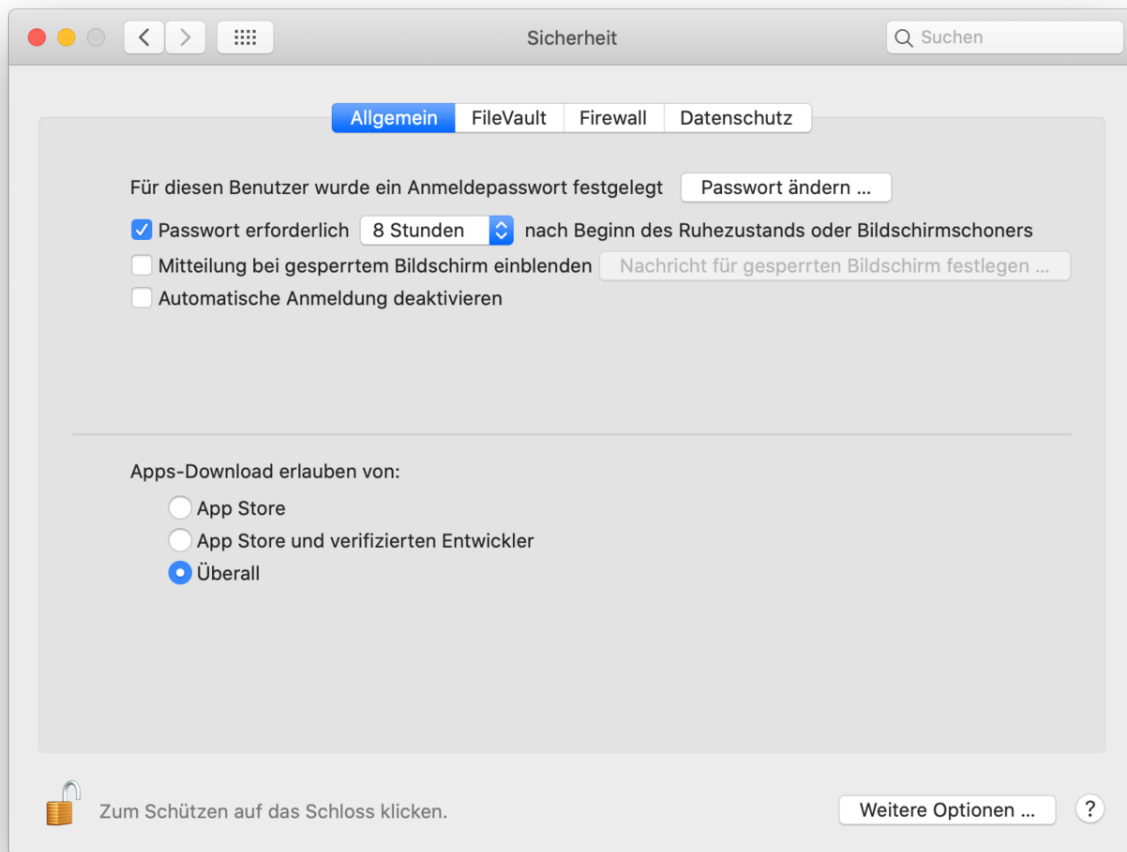 Sicherheit
Suchen
Allgemein FileVault Firewall Datenschutz
Für diesen Benutzer wurde ein Anmeldepasswort festgelegt Passwort ändern ...
Passwort erforderlich 8 Stunden nach Beginn des Ruhezustands oder Bildschirmschoners
Mitteilung bei gesperrtem Bildschirm einblenden Nachricht für gesperrten Bildschirm festlegen ...
Automatische Anmeldung deaktivieren
Apps-Download erlauben von:
App Store
App Store und verifizierten Entwickler
Überall
Zum Schützen auf das Schloss klicken.
Weitere Optionen ... ?